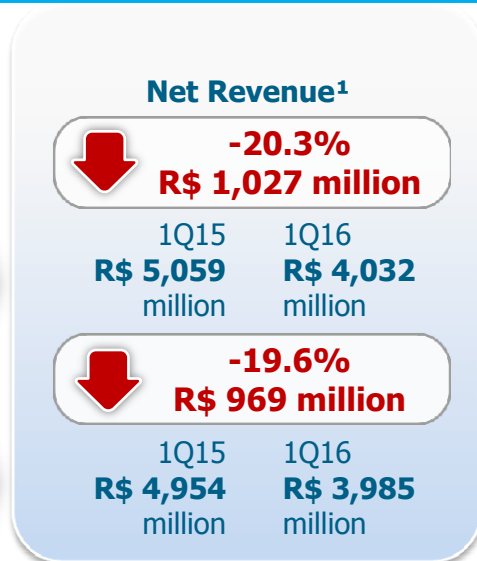 Net Revenue¹
-20.3%
R$ 1,027 million
1Q15 1Q16
R$ 5,059 R$ 4,032
million million
-19.6%
R$ 969 million
1Q15 1Q16
R$ 4,954 R$ 3,985
million million